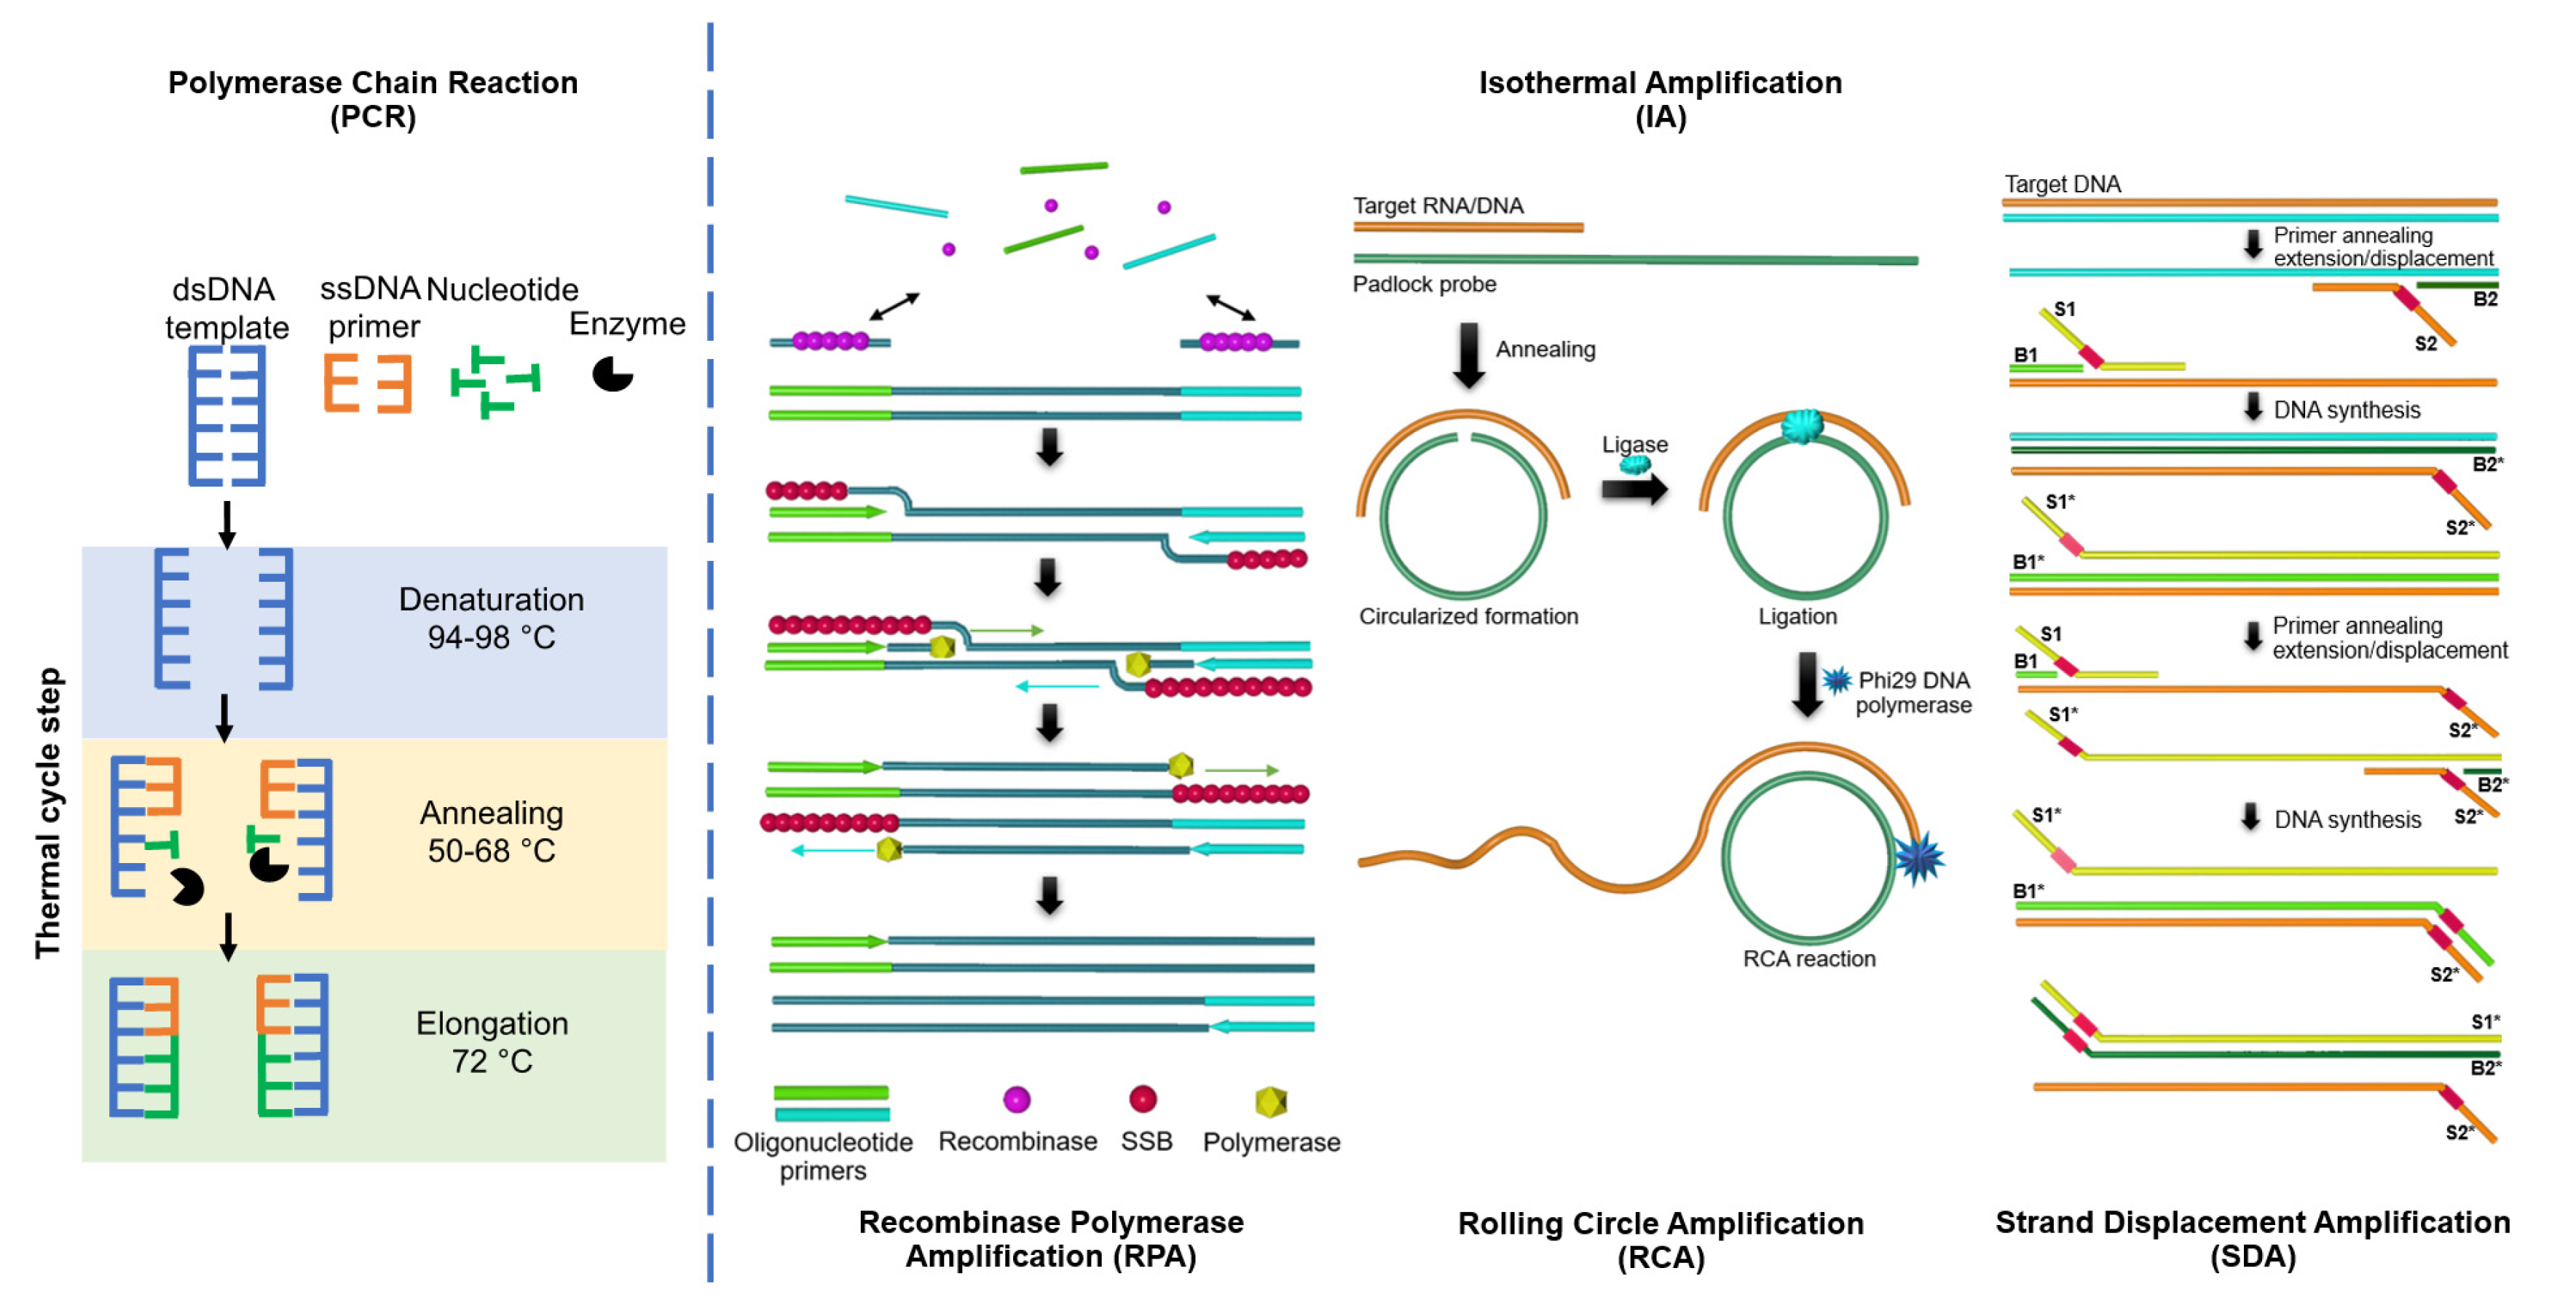 Polymerase Chain Reaction
(PCR)
dsDNA
template
ssDNA
primer
Nucleotide
Enzyme
Thermal cycle step
Denaturation
94-98 °C
Annealing
50-68 °C
Elongation
72 °C
Isothermal Amplification
(IA)
Oligonucleotide
primers
Recombinase
SSB
Polymerase
Recombinase Polymerase
Amplification (RPA)
Target RNA/DNA
Padlock probe
Annealing
Circularized formation
Ligase
Ligation
Phi29 DNA
polymerase
RCA reaction
Rolling Circle Amplification
(RCA)
Target DNA
Primer annealing
extension/displacement
B2
S1
S2
B1
DNA synthesis
B2*
S1*
S2*
B1*
Primer annealing
extension/displacement
S1
B1
S2*
S1*
B2*
S2*
DNA synthesis
S1*
B1*
S2*
S1*
B2*
S2*
Strand Displacement Amplification
(SDA)